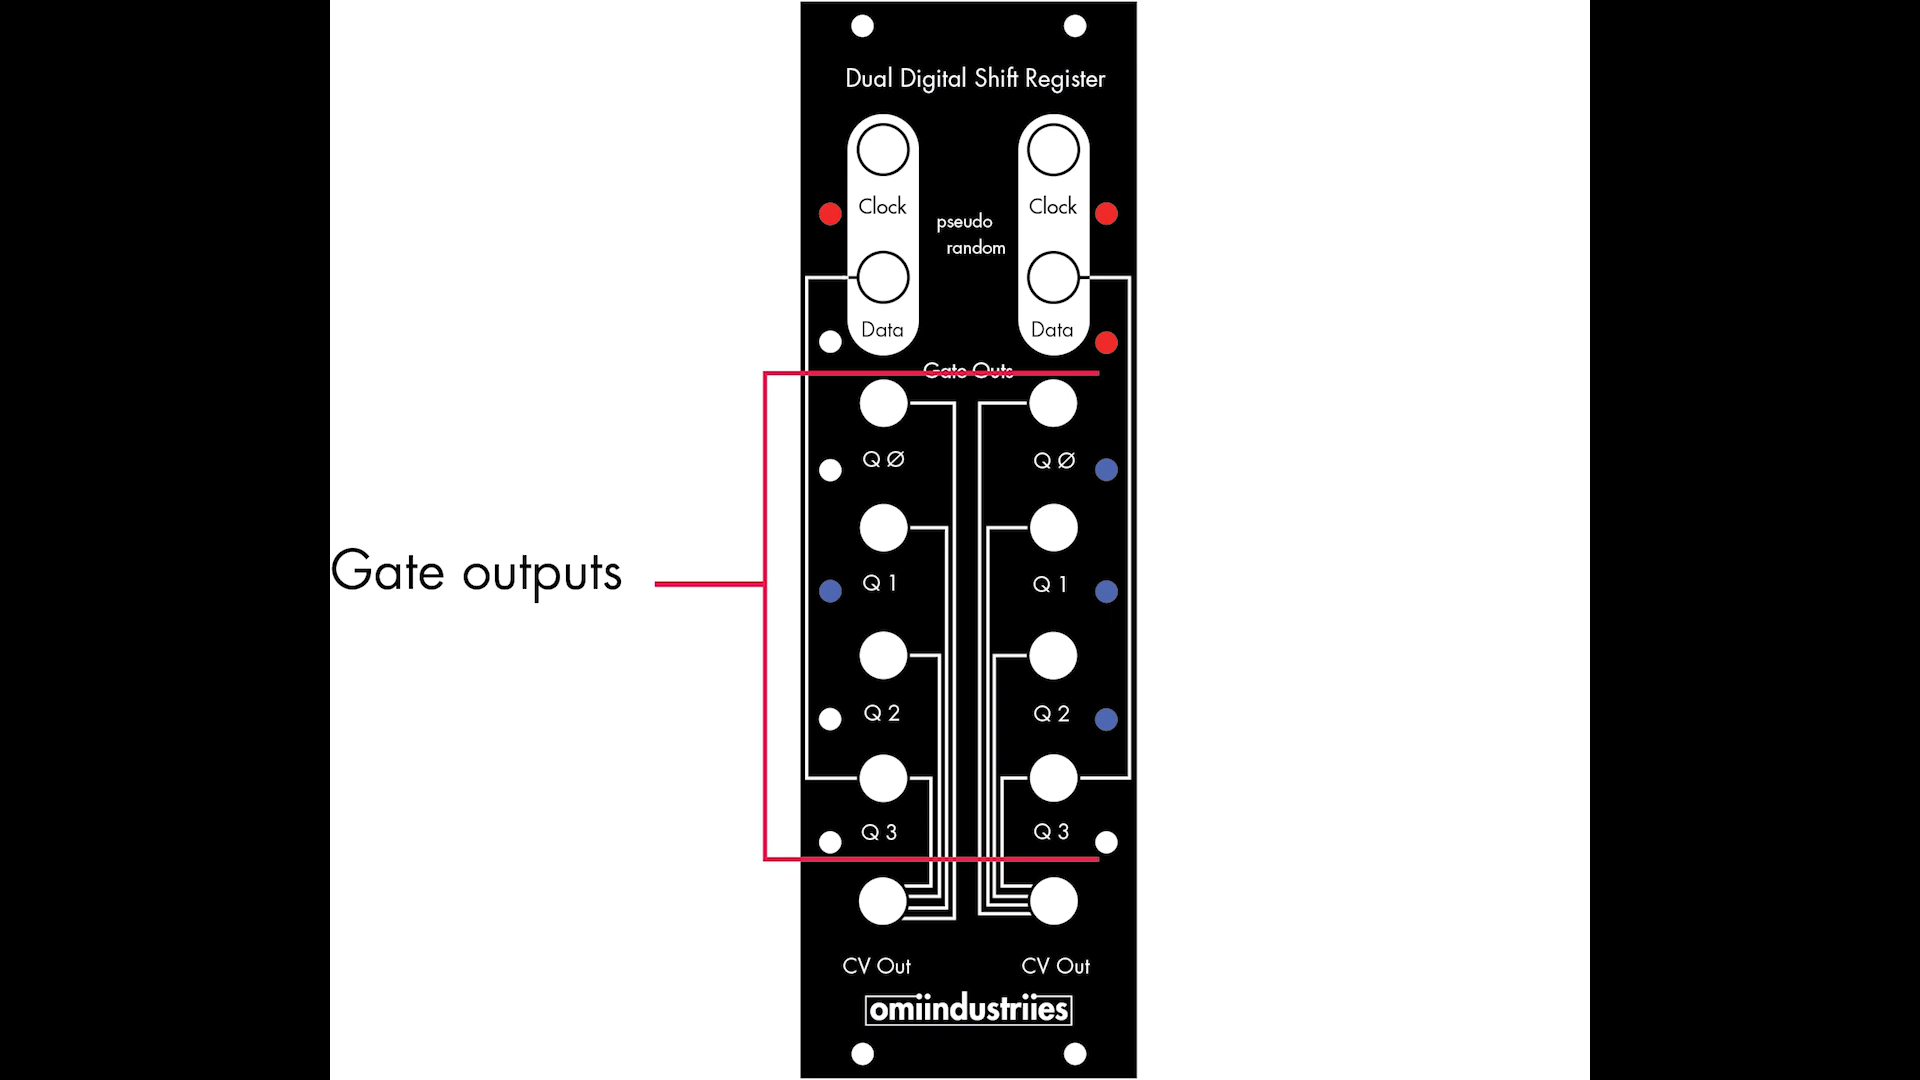 Dual Digital Shift Register
Clock
Clock
pseudo
random
Data
Data
Gate Outs
Q Ø
Q Ø
Gate outputs
Q 1
Q 1
Q 2
Q 2
Q 3
Q 3
CV Out
CV Out
omiindustriies